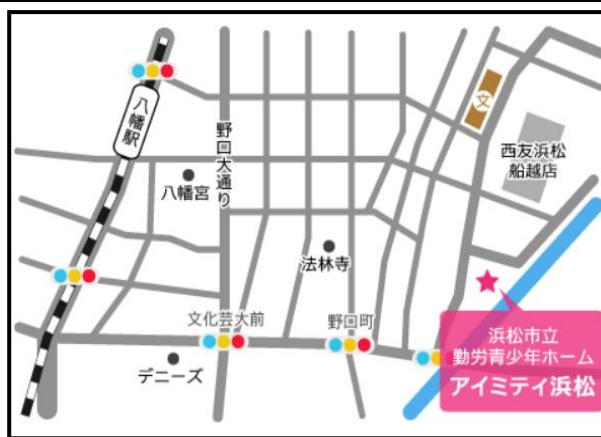 八幡駅
八幡宮
野口大通り
文
西友浜松
船越店
法林寺
文化芸大前
野口町
デニーズ
浜松市立
勤労青少年ホーム
アイミティ浜松